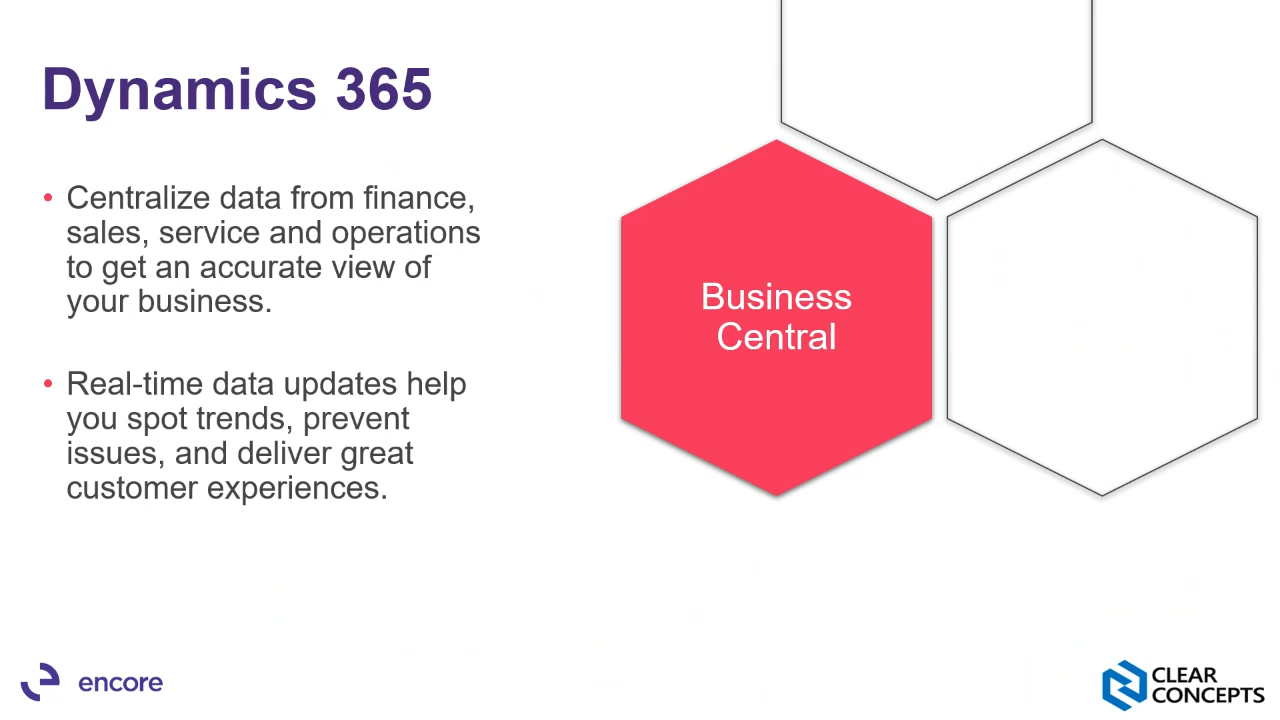 Dynamics 365
• Centralize data from finance,
sales, service and operations
to get an accurate view of
your business.
• Real-time data updates help
you spot trends, prevent
issues, and deliver great
customer experiences.
Business
Central
encore
CLEAR
CONCEPTS